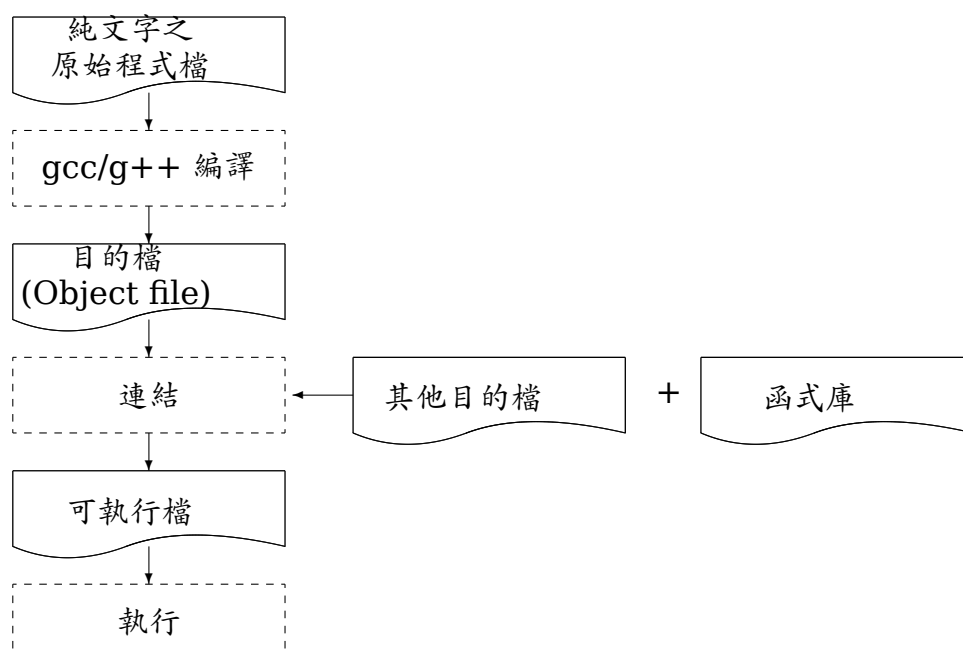 純文字之
原始程式檔
gcc/g++ 編譯
目的檔
(Object file)
連結
其他目的檔
+
函式庫
可執行檔
執行